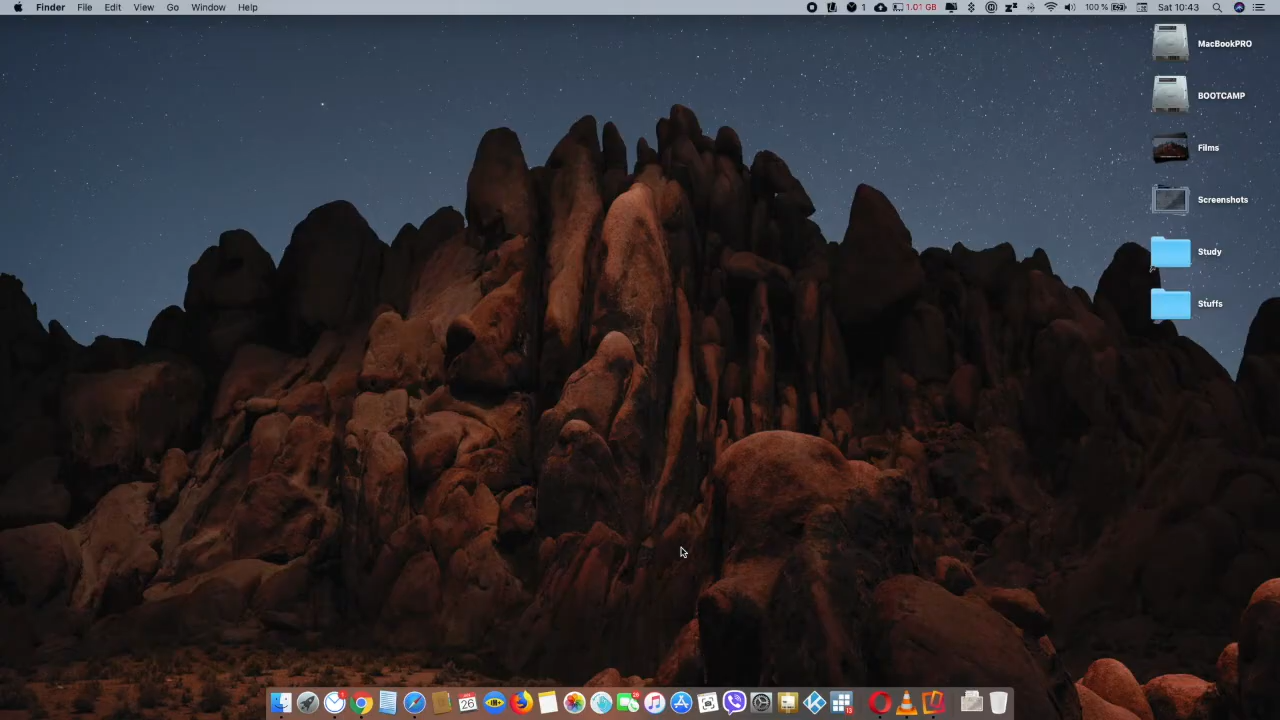 Finder File Edit View Go Window Help
1 1.01 GB 100 % Sat 10:43
MacBookPRO
BOOTCAMP
Films
Screenshots
Study
Stuffs
26